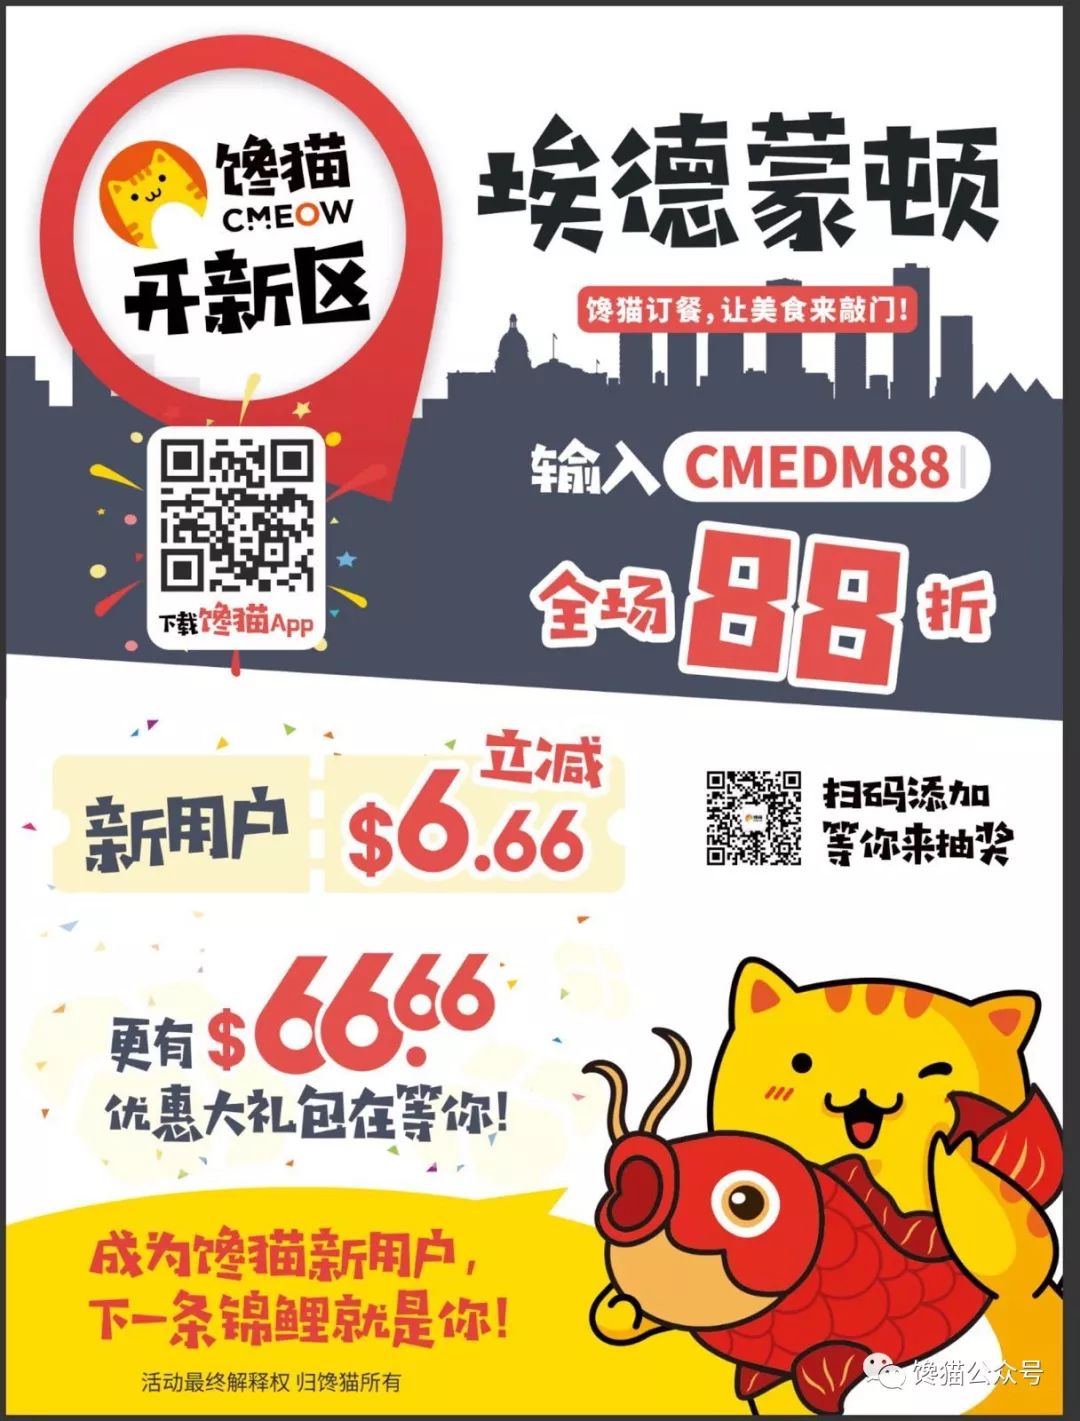 馋猫
CMEOW
开新区
埃德蒙顿
馋猫订餐，让美食来敲门！
输入 CMEDM88
全场88折
下载馋猫App
新用户
立减
$6.66
扫码添加
等你来抽奖
更有$66.66
优惠大礼包在等你！
成为馋猫新用户，
下一条锦鲤就是你！
活动最终解释权 归馋猫所有
馋猫公众号